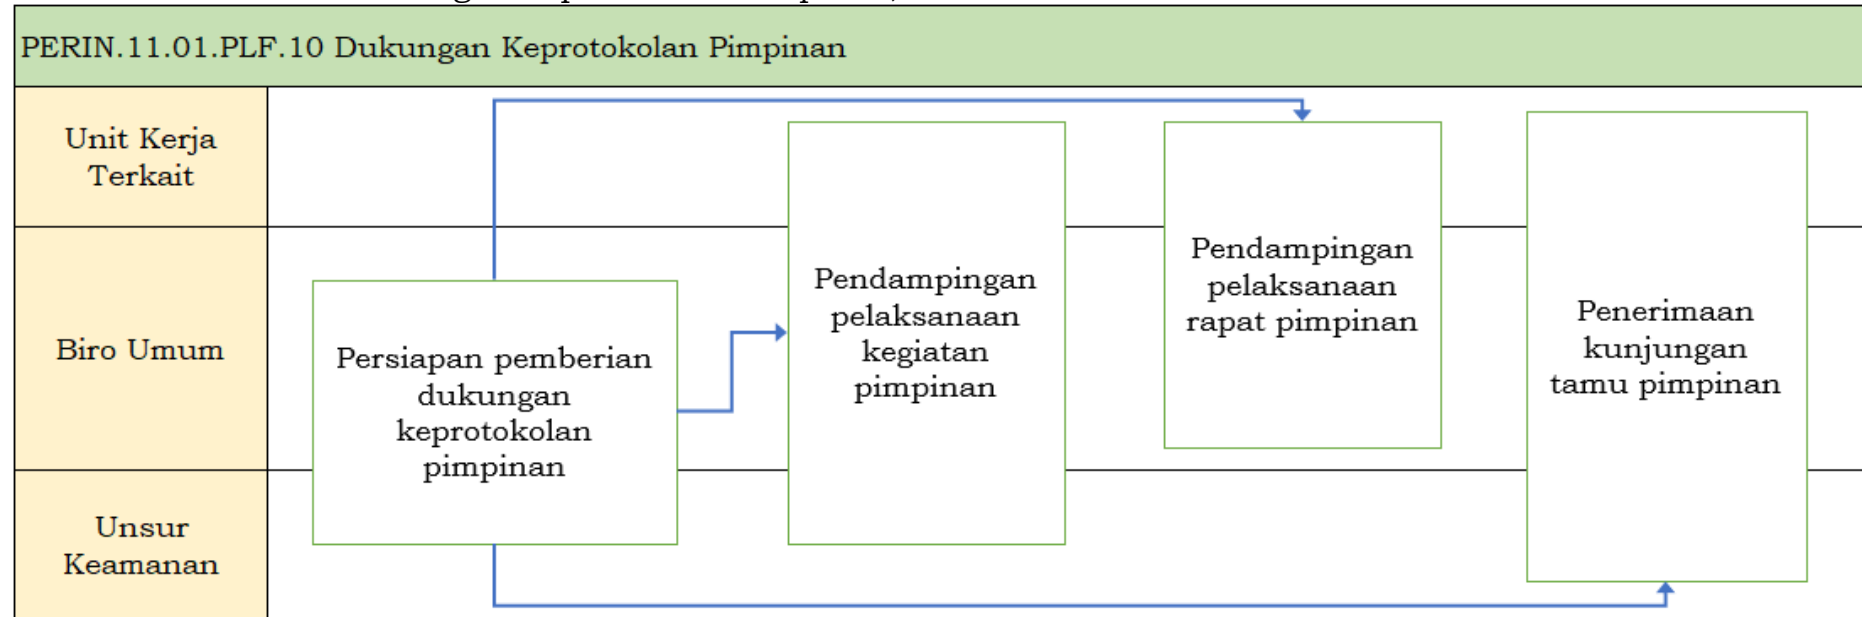 PERIN.11.01.PLF.10 Dukungan Keprotokolan Pimpinan
Unit Kerja
Terkait
Biro Umum
Unsur
Keamanan
Persiapan pemberian
dukungan
keprotokolan
pimpinan
Pendampingan
pelaksanaan
kegiatan
pimpinan
Pendampingan
pelaksanaan
rapat pimpinan
Penerimaan
kunjungan
tamu pimpinan